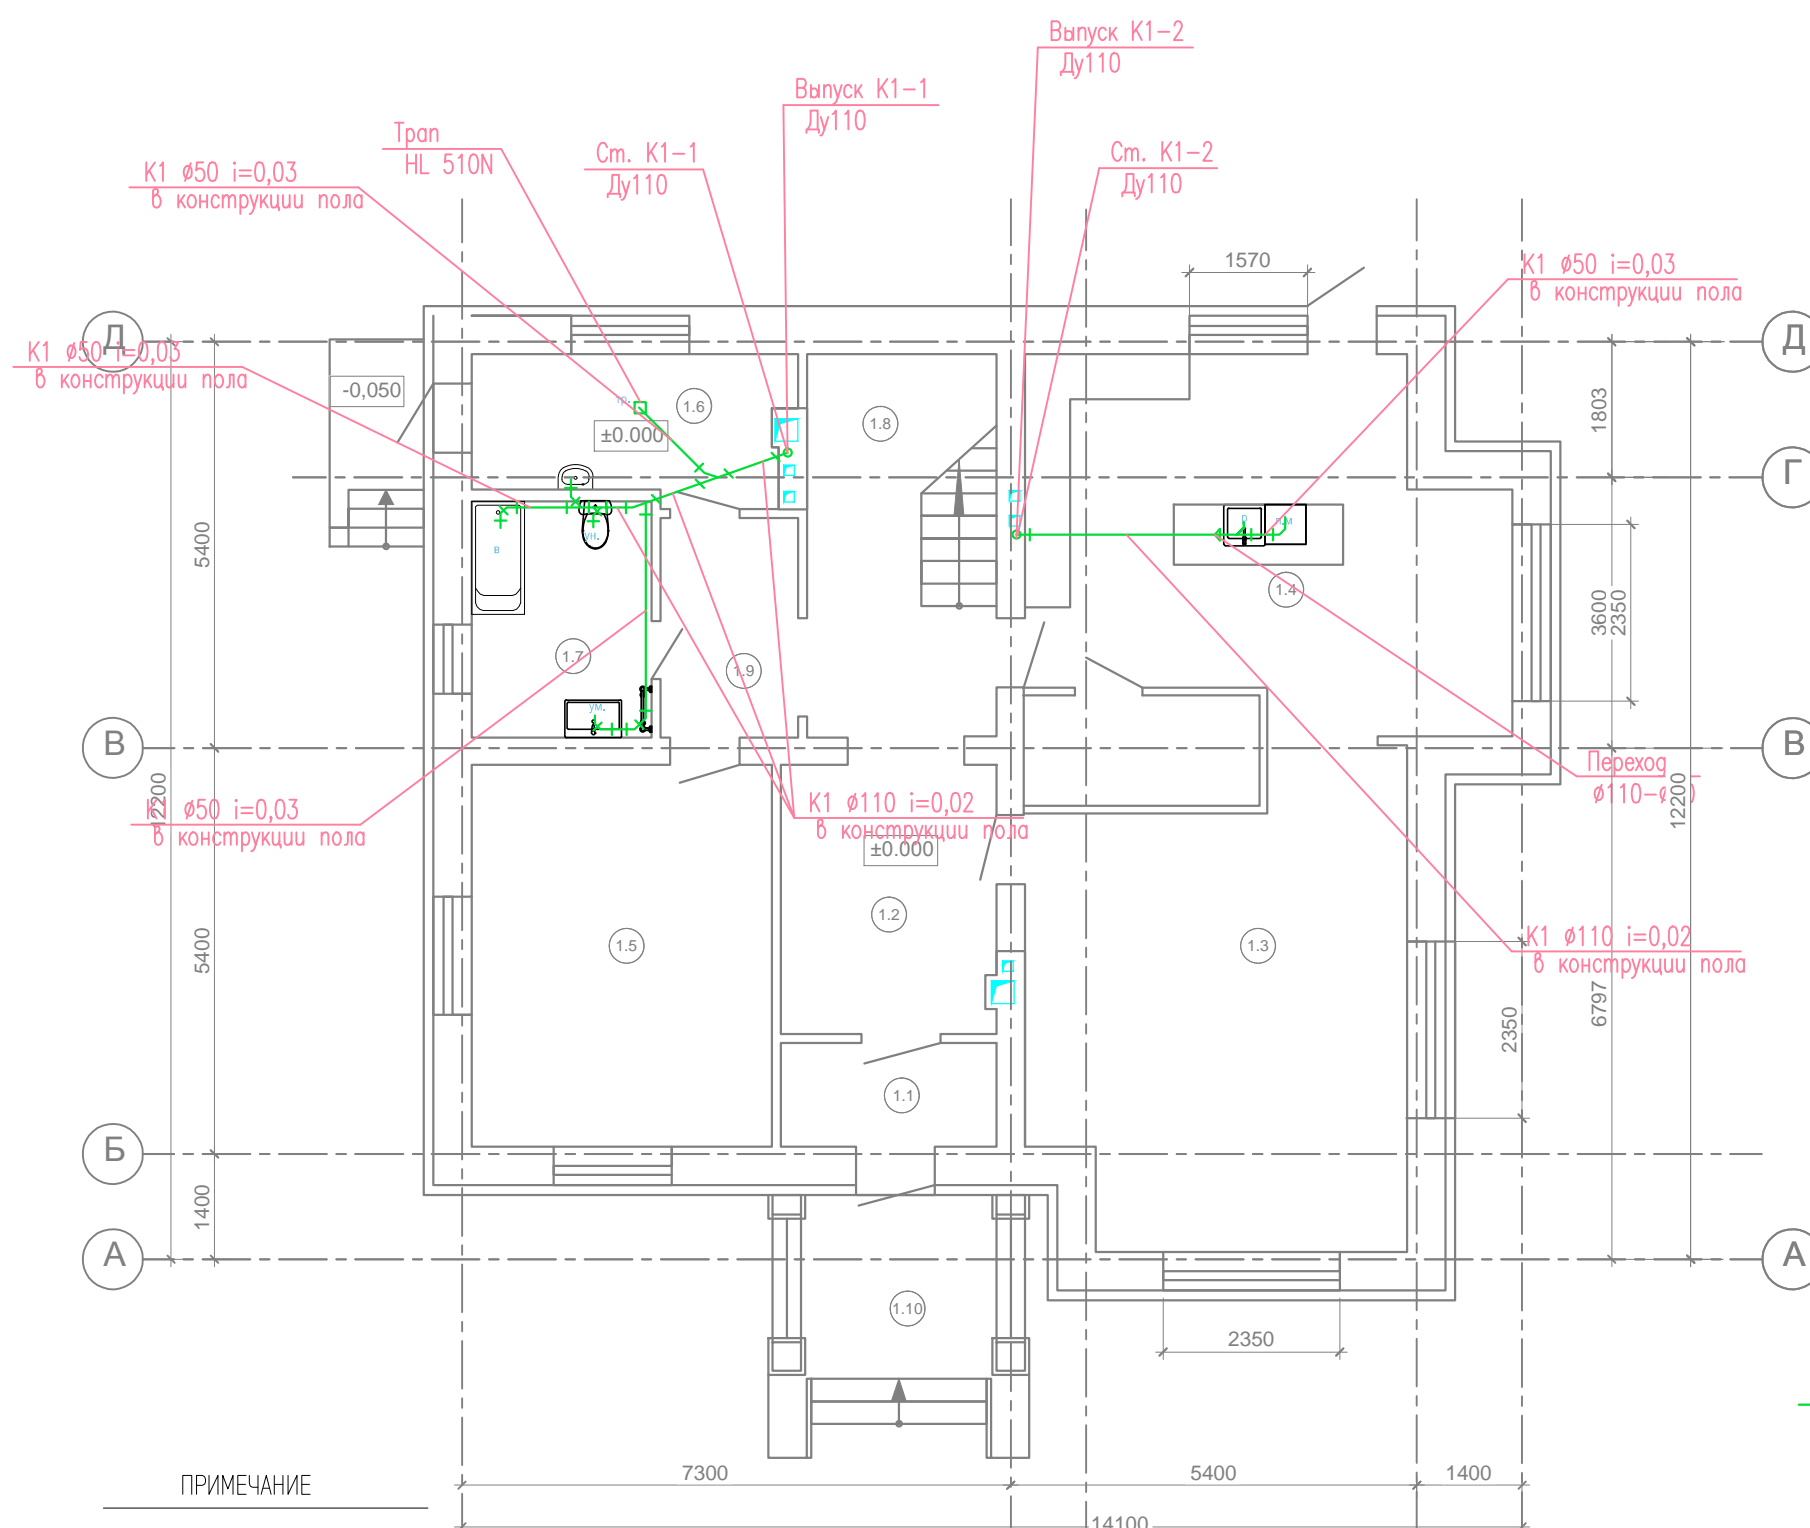 Выпуск К1-2
Ду110
Выпуск К1-1
Ду110
Трап
HL 510N
Ст. К1-1
Ду110
Ст. К1-2
Ду110
К1 ø50 i=0,03
в конструкции пола
1570
К1 ø50 i=0,03
в конструкции пола
Д
Д
К1 ø50 i=0,03
в конструкции пола
-0,050
тр.
1.6
±0.000
1.8
1803
Г
5400
в
ун.
р
п.м
1.4
3600
2350
1.7
1.9
ум.
В
В
Переход
12200
К1 ø50 i=0,03
в конструкции пола
К1 ø110 i=0,02
в конструкции пола
±0.000
12200
5400
1.5
1.2
1.3
К1 ø110 i=0,02
в конструкции пола
6797
2350
1.1
Б
1400
А
А
1.10
2350
ПРИМЕЧАНИЕ
7300
5400
1400
14100